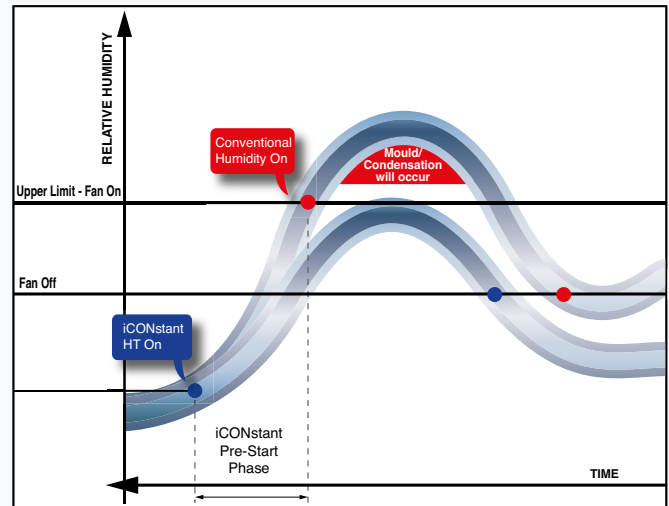 RELATIVE HUMIDITY
Conventional
Humidity On
Mould/
Condensation
will occur
Upper Limit - Fan On
Fan Off
iCONstant
HT On
iCONstant
Pre-Start
Phase
TIME